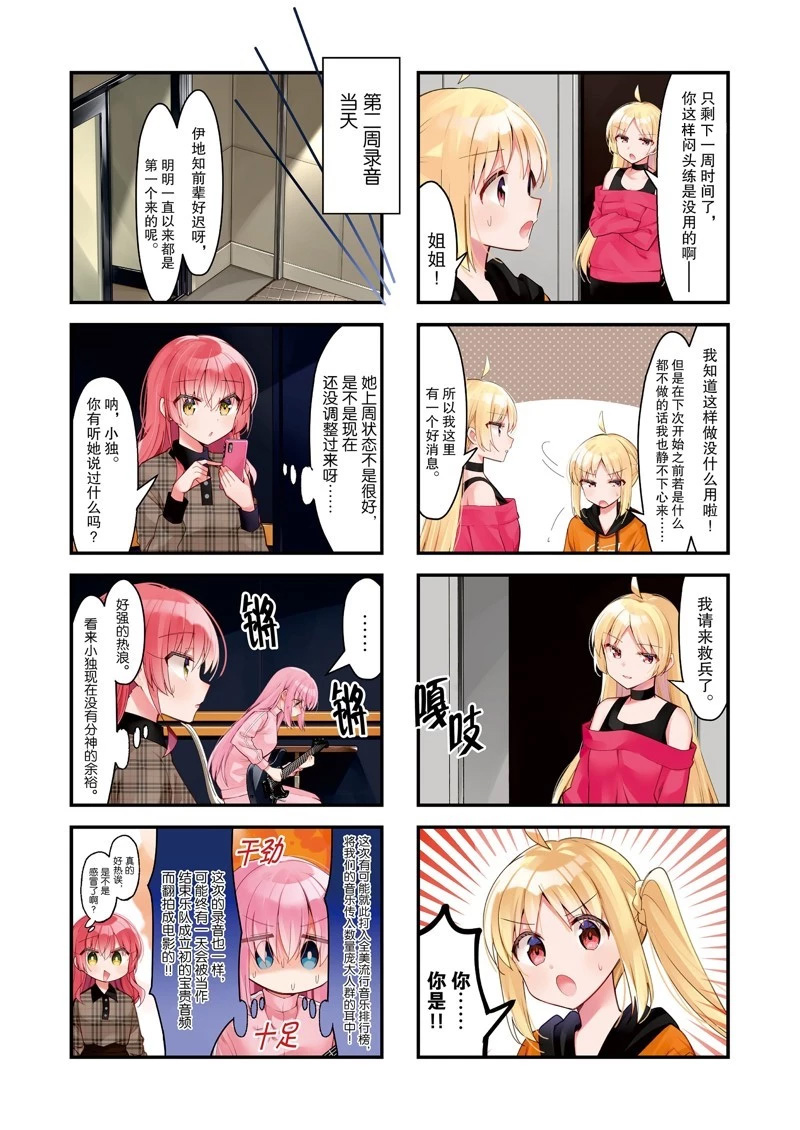 只剩下一周时间了，
你这样闷头练是没用的啊——
姐姐！
我知道这样做没什么用啦！
但是在下次开始之前若是什么
都不做的话我也静不下心来……
所以我这里
有一个好消息。
我请来救兵了。
嘎吱
你……
你是!!
第二周录音
当天
伊地知前辈好迟呀，
明明一直以来都是
第一个来的呢。
她上周状态不是很好，
是不是现在
还没调整过来呀……
呐，小独。
你有听她说过什么吗？
……
锵
锵
好强的热浪。
看来小独现在没有分神的余裕。
这次有可能就此打入全美流行音乐排行榜，
将我们的音乐传入数量庞大人群的耳中！
干劲
十足
这次的录音也一样，
可能终有一天会被当作
结束乐队成立初的宝贵音频
而翻拍成电影的!!
真的
好热诶，
是不是
感冒了啊？